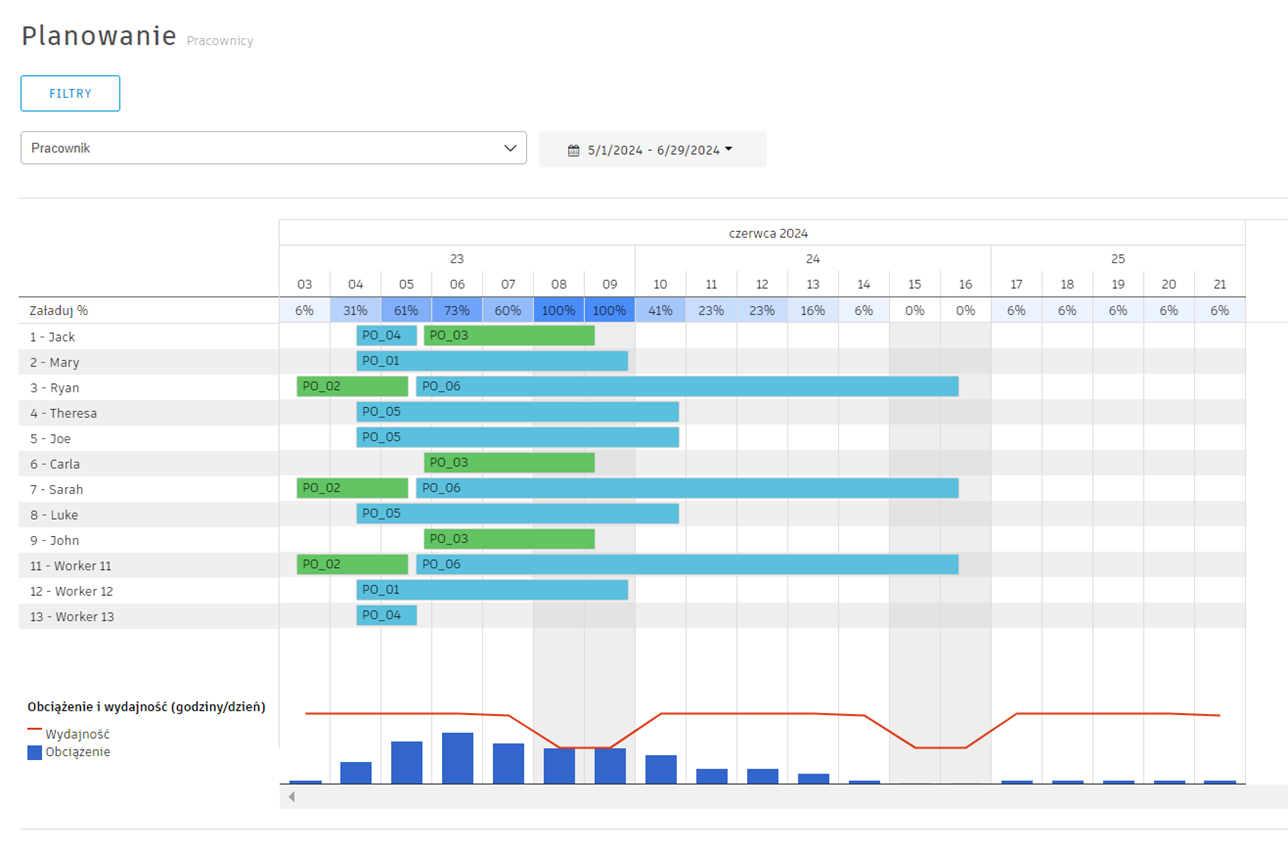 Planowanie Pracownicy
FILTRY
Pracownik
5/1/2024 - 6/29/2024
czerwca 2024
23 24 25
03 04 05 06 07 08 09 10 11 12 13 14 15 16 17 18 19 20 21
Załaduj % 6% 31% 61% 73% 60% 100% 100% 41% 23% 23% 16% 6% 0% 0% 6% 6% 6% 6% 6%
1 - Jack PO_04 PO_03
2 - Mary PO_01
3 - Ryan PO_02 PO_06
4 - Theresa PO_05
5 - Joe PO_05
6 - Carla PO_03
7 - Sarah PO_02 PO_06
8 - Luke PO_05
9 - John PO_03
11 - Worker 11 PO_02 PO_06
12 - Worker 12 PO_01
13 - Worker 13 PO_04
Obciążenie i wydajność (godziny/dzień)
Wydajność
Obciążenie